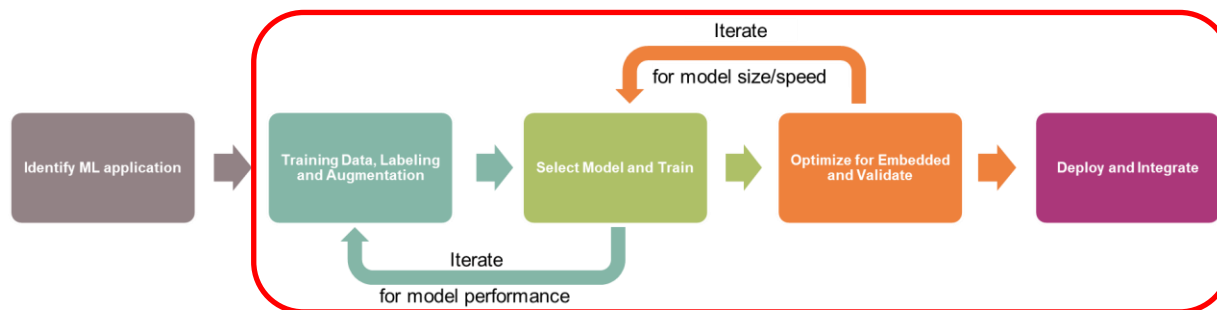 Iterate
for model size/speed
Identify ML application
Training Data, Labeling
and Augmentation
Select Model and Train
Optimize for Embedded
and Validate
Deploy and Integrate
Iterate
for model performance